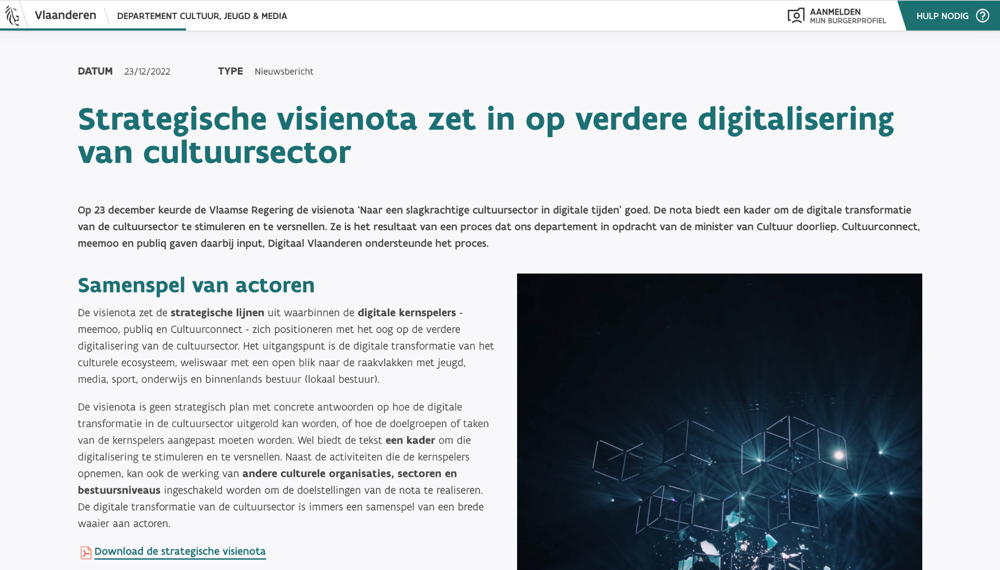 Vlaanderen
DEPARTEMENT CULTUUR, JEUGD & MEDIA
AANMELDEN
MIJN BURGERPROFIEL
HULP NODIG
DATUM 23/12/2022 TYPE Nieuwsbericht
Strategische visienota zet in op verdere digitalisering
van cultuursector
Op 23 december keurde de Vlaamse Regering de visienota ‘Naar een slagkrachtige cultuursector in digitale tijden’ goed. De nota biedt een kader om de digitale transformatie
van de cultuursector te stimuleren en te versnellen. Ze is het resultaat van een proces dat ons departement in opdracht van de minister van Cultuur doorliep. Cultuurconnect,
meemoo en publiq gaven daarbij input, Digitaal Vlaanderen ondersteunde het proces.
Samenspel van actoren
De visienota zet de strategische lijnen uit waarbinnen de digitale kernspelers -
meemoo, publiq en Cultuurconnect - zich positioneren met het oog op de verdere
digitalisering van de cultuursector. Het uitgangspunt is de digitale transformatie van het
culturele ecosysteem, weliswaar met een open blik naar de raakvlakken met jeugd,
media, sport, onderwijs en binnenlands bestuur (lokaal bestuur).
De visienota is geen strategisch plan met concrete antwoorden op hoe de digitale
transformatie in de cultuursector uitgerold kan worden, of hoe de doelgroepen of taken
van de kernspelers aangepast moeten worden. Wel biedt de tekst een kader om die
digitalisering te stimuleren en te versnellen. Naast de activiteiten die de kernspelers
opnemen, kan ook de werking van andere culturele organisaties, sectoren en
bestuursniveaus ingeschakeld worden om de doelstellingen van de nota te realiseren.
De digitale transformatie van de cultuursector is immers een samenspel van een brede
waaier aan actoren.
Download de strategische visienota